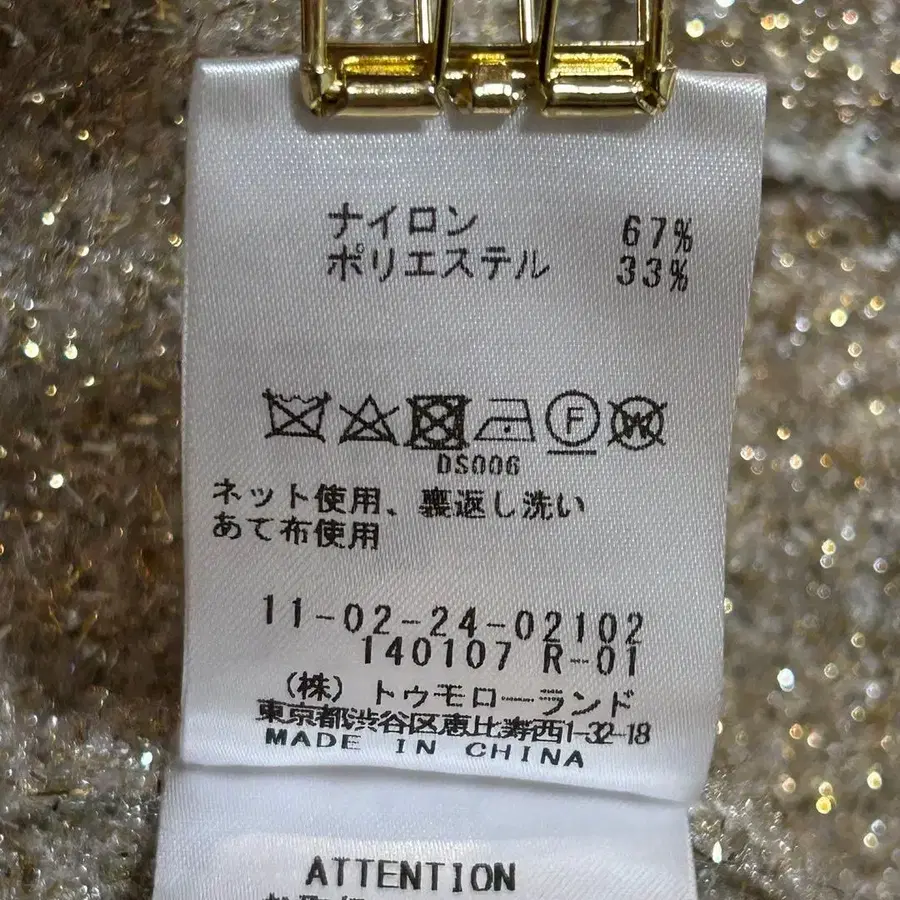 ナイロン 67%
ポリエステル 33%
F W
DS006
ネット使用、裏返し洗い
あて布使用
11-02-24-02102
140107 R-01
(株) トゥモローランド
東京都渋谷区恵比寿西1-32-18
MADE IN CHINA
ATTENTION